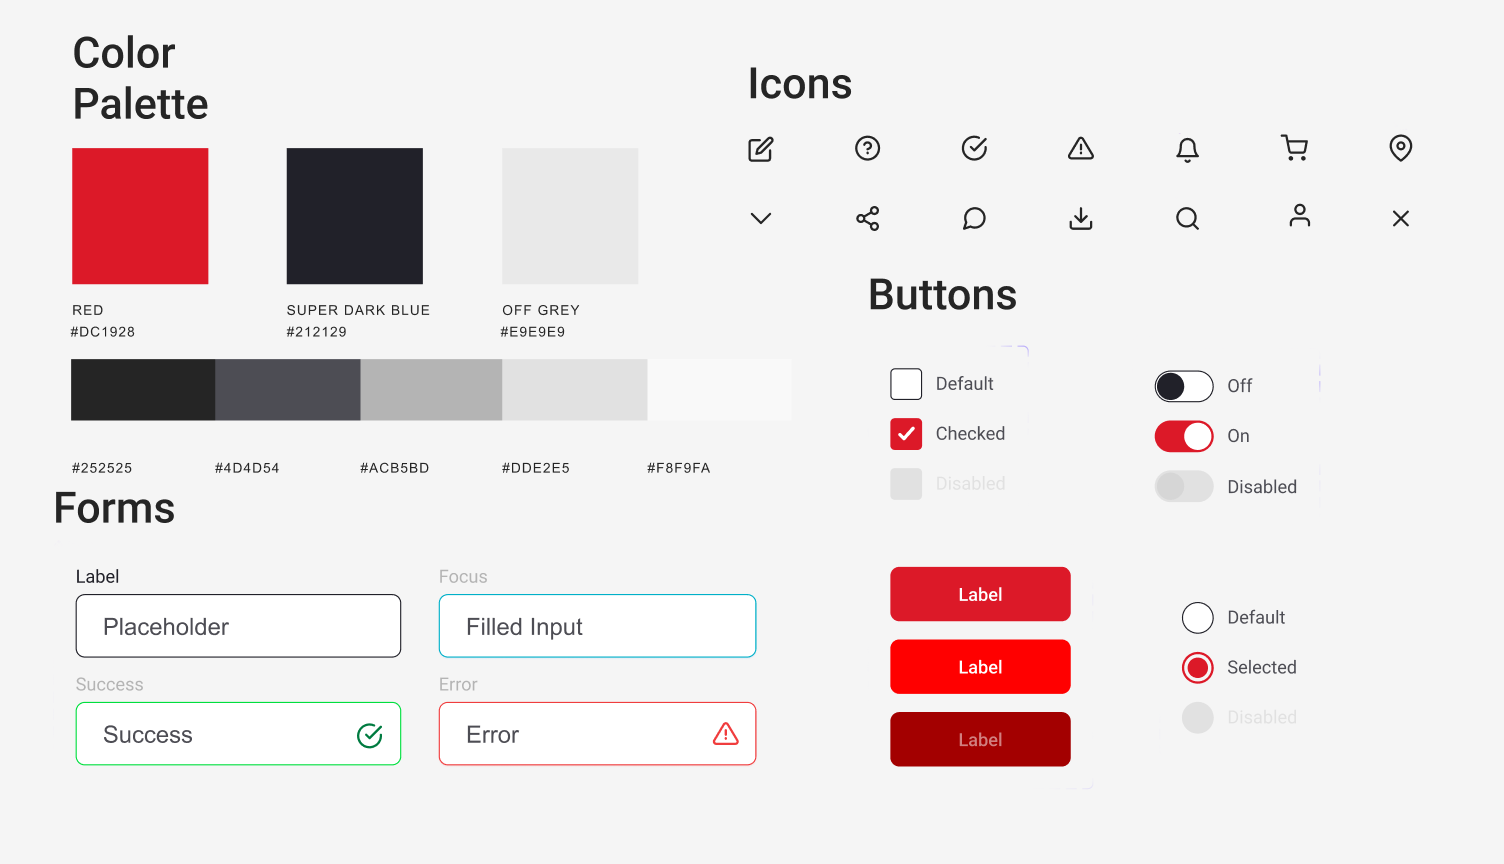 Color
Palette
RED
#DC1928
SUPER DARK BLUE
#212129
OFF GREY
#E9E9E9
#252525
#4D4D54
#ACB5BD
#DDE2E5
#F8F9FA
Forms
Label
Placeholder
Focus
Filled Input
Success
Success
Error
Error
Icons
Buttons
Default
Checked
Disabled
Off
On
Disabled
Label
Label
Label
Default
Selected
Disabled